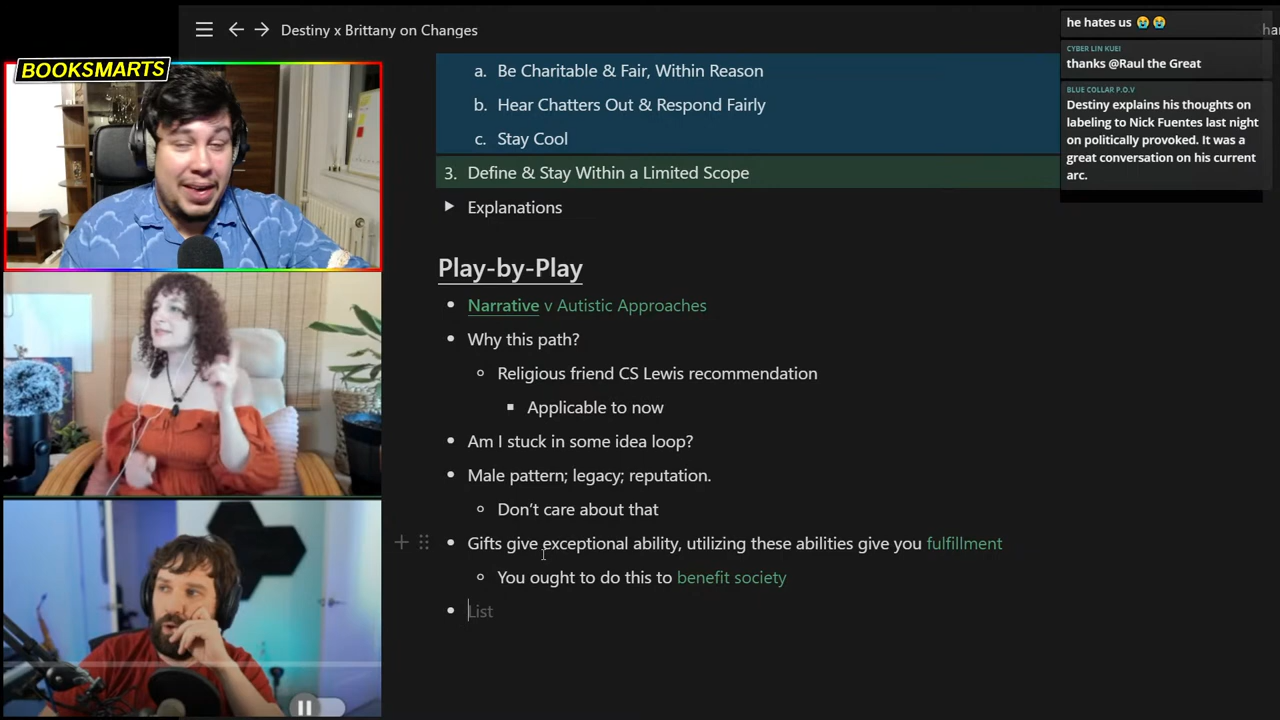 Destiny x Brittany on Changes
BOOKSMARTS
a. Be Charitable & Fair, Within Reason
b. Hear Chatters Out & Respond Fairly
c. Stay Cool
3. Define & Stay Within a Limited Scope
Explanations
Play-by-Play
Narrative v Autistic Approaches
Why this path?
Religious friend CS Lewis recommendation
Applicable to now
Am I stuck in some idea loop?
Male pattern; legacy; reputation.
Don't care about that
Gifts give exceptional ability, utilizing these abilities give you fulfillment
You ought to do this to benefit society
List
he hates us 😭 😭
CYBER LIN KUEI
thanks @Raul the Great
BLUE COLLAR P.O.V
Destiny explains his thoughts on
labeling to Nick Fuentes last night
on politically provoked. It was a
great conversation on his current
arc.